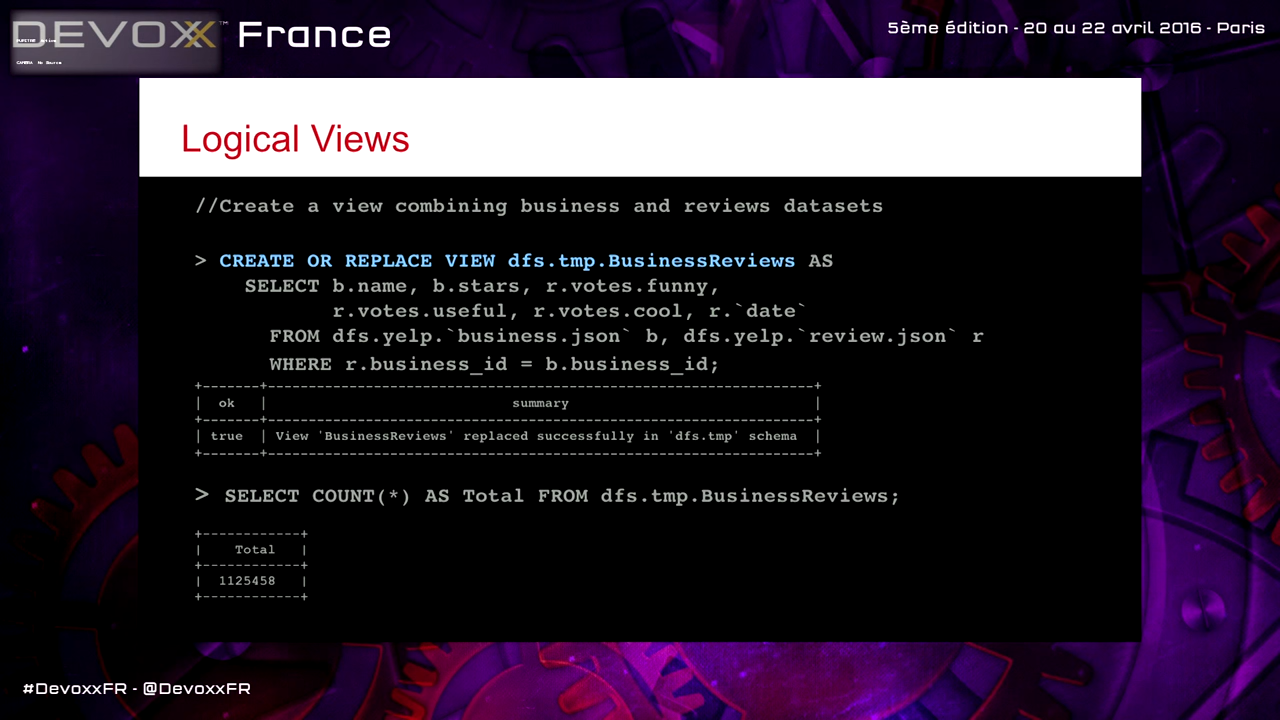 DEVOXX™ France
5ème édition - 20 au 22 avril 2016 - Paris
Logical Views
//Create a view combining business and reviews datasets
> CREATE OR REPLACE VIEW dfs.tmp.BusinessReviews AS
SELECT b.name, b.stars, r.votes.funny,
r.votes.useful, r.votes.cool, r.`date`
FROM dfs.yelp.`business.json` b, dfs.yelp.`review.json` r
WHERE r.business_id = b.business_id;
+-------+--------------------------------------------------------------+
| ok | summary |
+-------+--------------------------------------------------------------+
| true | View 'BusinessReviews' replaced successfully in 'dfs.tmp' schema |
+-------+--------------------------------------------------------------+
> SELECT COUNT(*) AS Total FROM dfs.tmp.BusinessReviews;
+------------+
| Total |
+------------+
| 1125458 |
+------------+
#DevoxxFR - @DevoxxFR